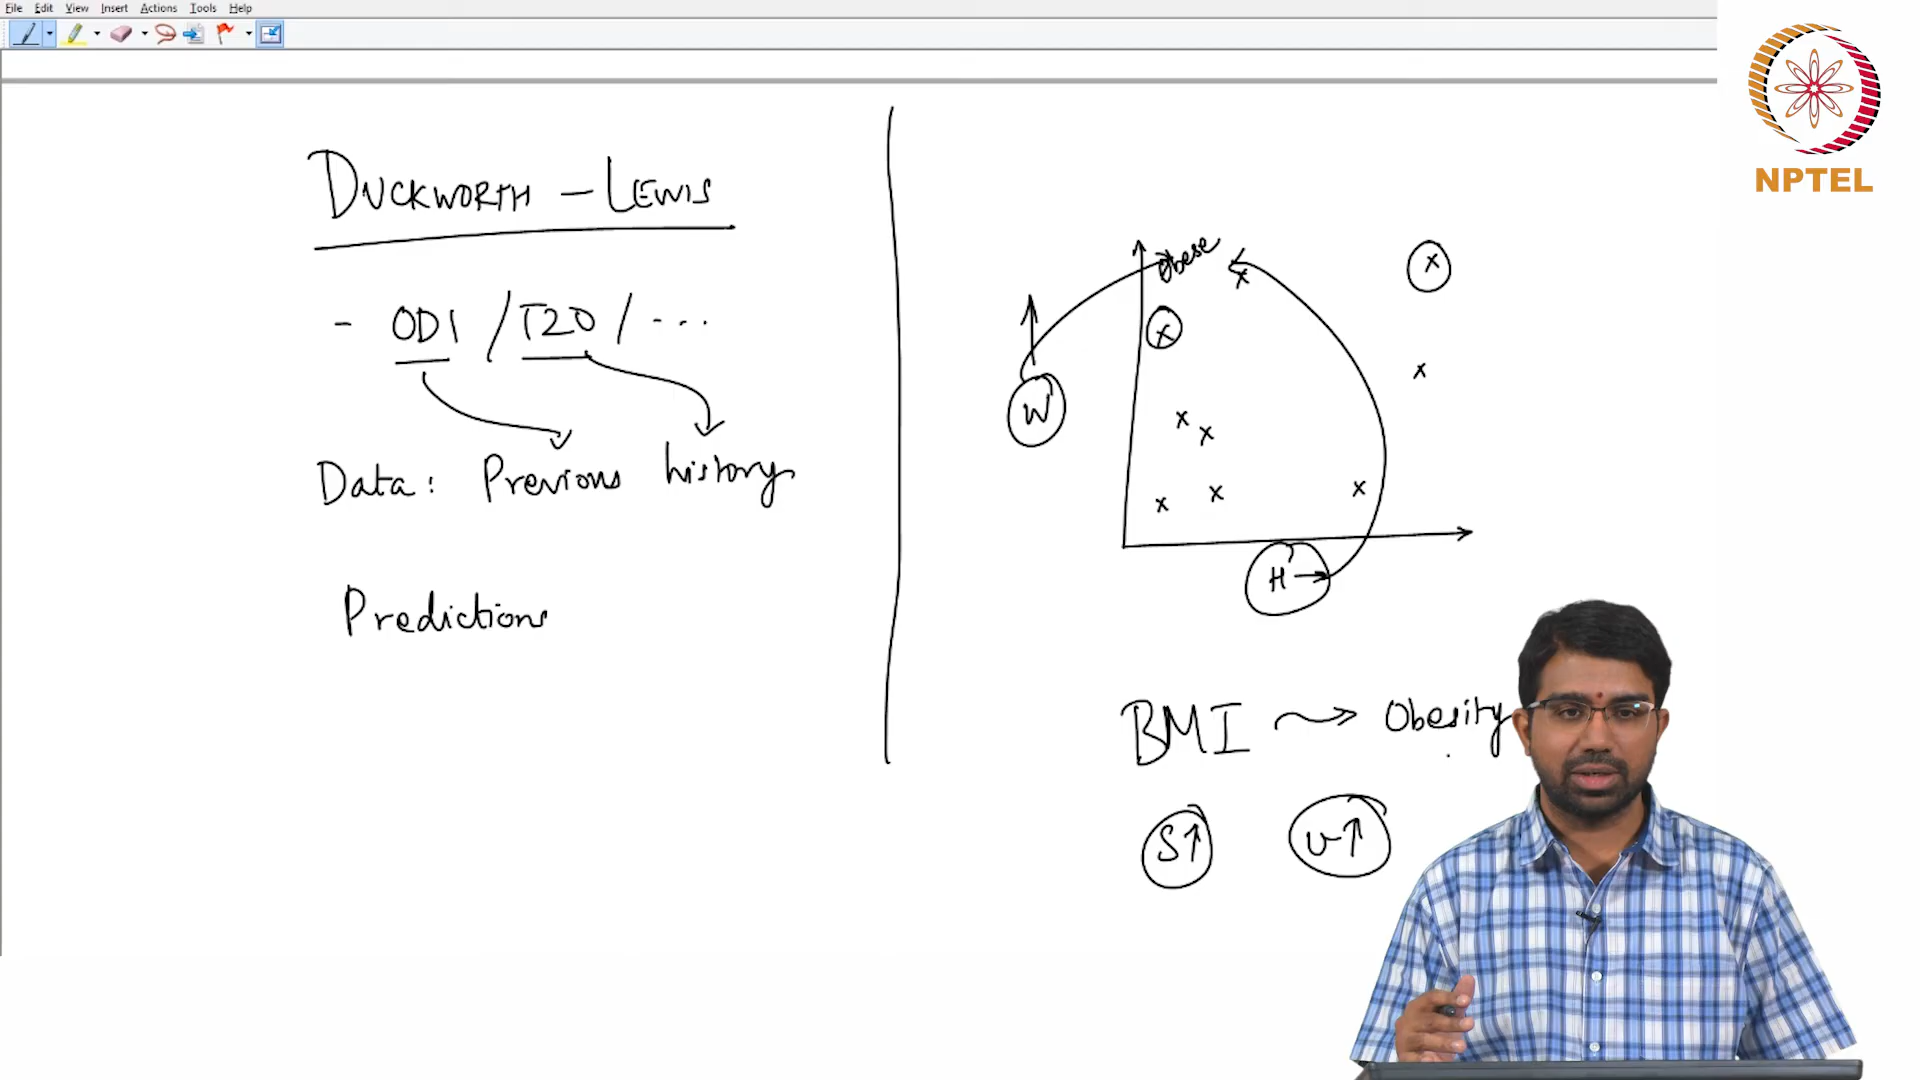 File Edit View Insert Actions Tools Help
NPTEL
DUCKWORTH - LEWIS
- ODI / T20 / ...
Data: Previous history
Predictions
Obese
W
H
BMI → Obesity
S↑ U↑